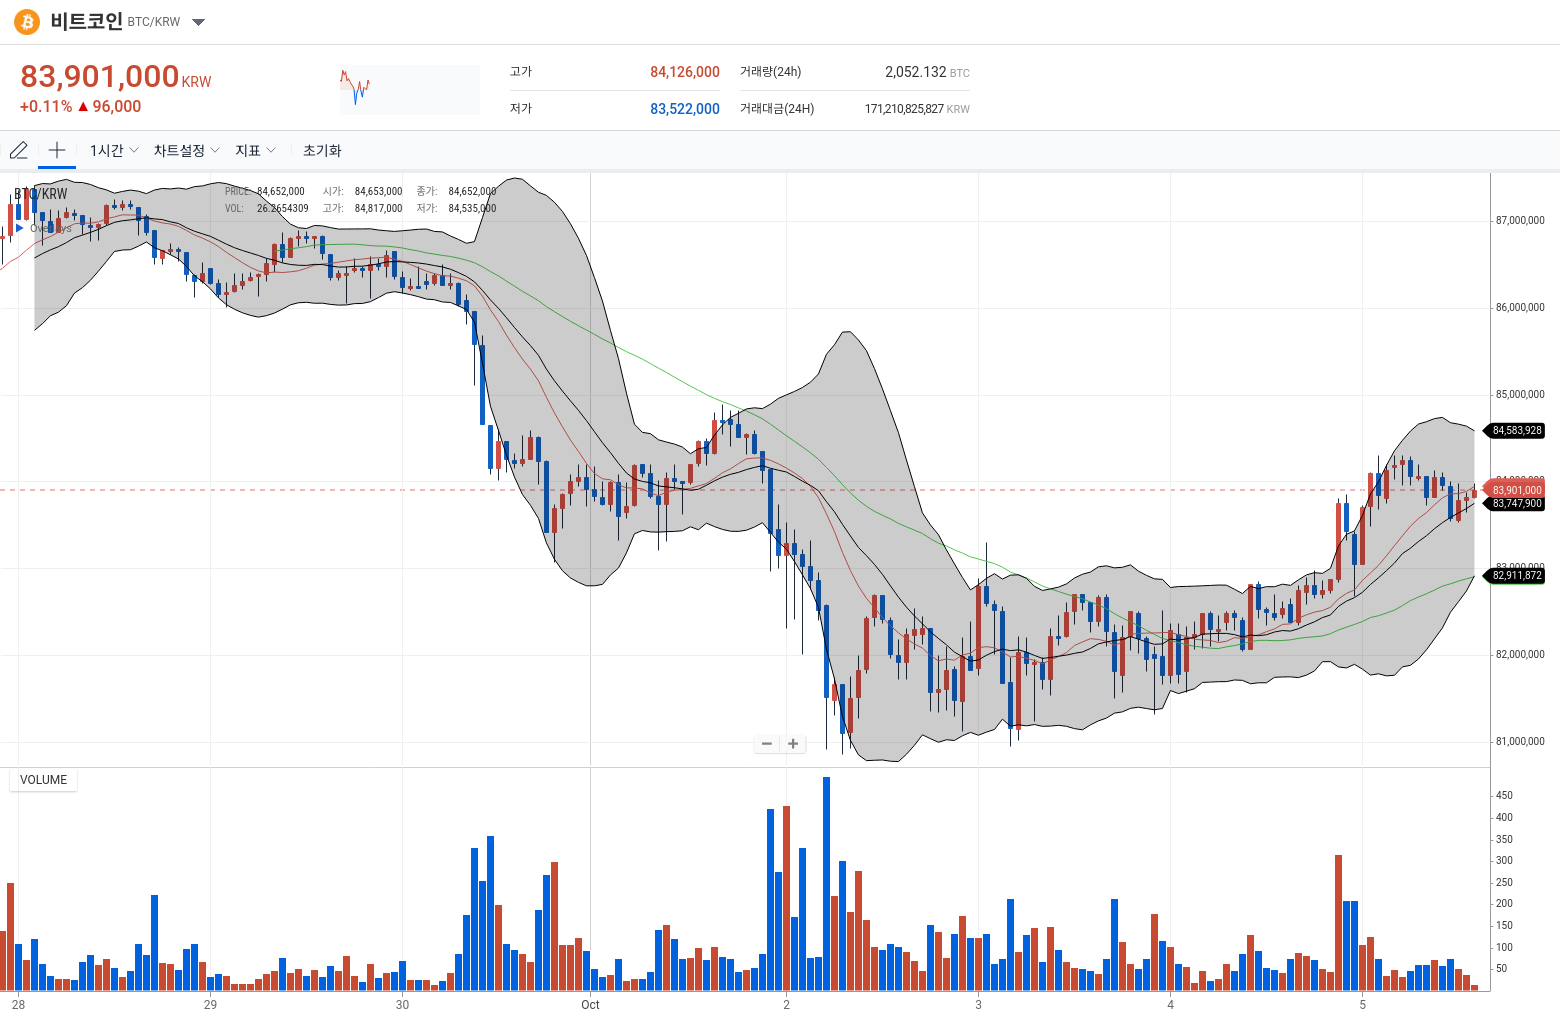 비트코인 BTC/KRW
83,901,000 KRW
+0.11% ▲ 96,000
고가 84,126,000
저가 83,522,000
거래량(24h) 2,052.132 BTC
거래대금(24H) 171,210,825,827 KRW
1시간 차트설정 지표 초기화
BTC/KRW
PRICE: 84,652,000 시가: 84,653,000 종가: 84,652,000
VOL: 26.2654309 고가: 84,817,000 저가: 84,535,000
Overlays
87,000,000
86,000,000
85,000,000
84,583,928
84,000,000
83,901,000
83,747,900
83,000,000
82,911,872
82,000,000
81,000,000
VOLUME
450
400
350
300
250
200
150
100
50
28 29 30 Oct 2 3 4 5